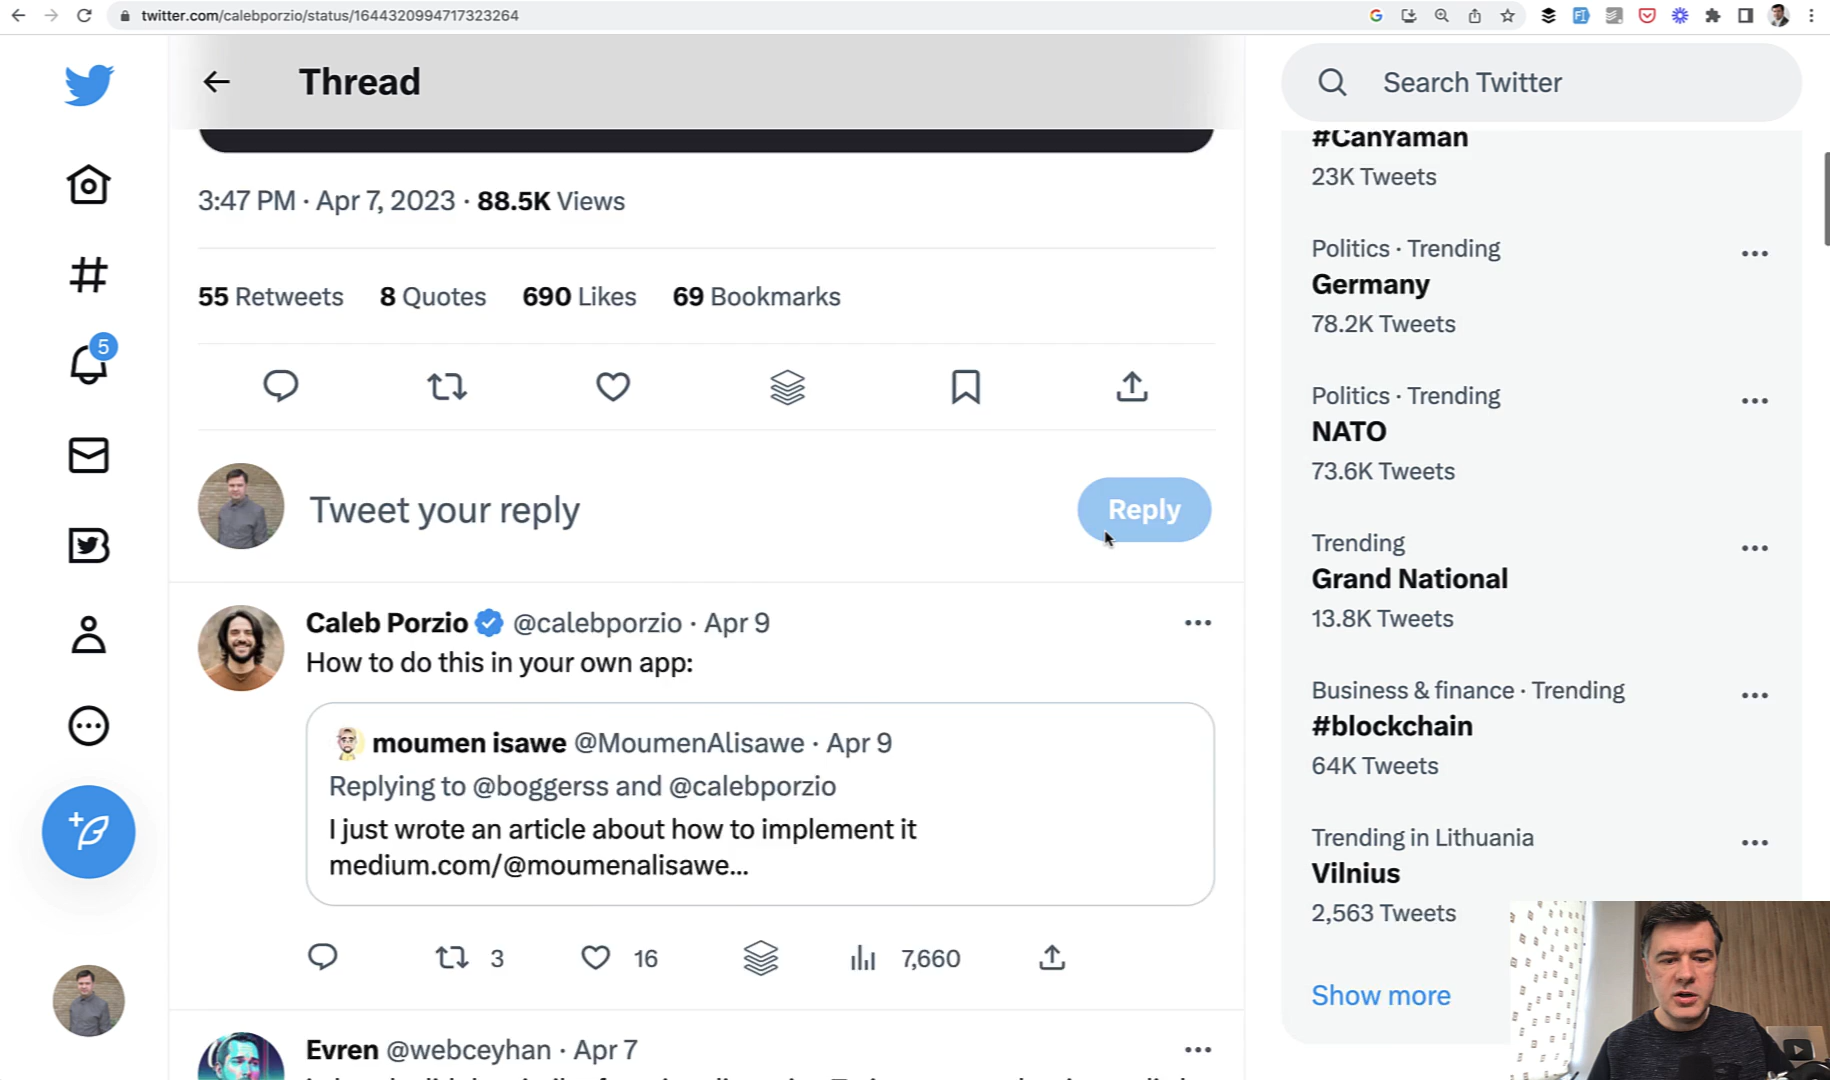 twitter.com/calebporzio/status/1644320994717323264
Thread
Search Twitter
3:47 PM · Apr 7, 2023 · 88.5K Views
55 Retweets 8 Quotes 690 Likes 69 Bookmarks
5
Tweet your reply
Reply
Caleb Porzio @calebporzio · Apr 9
How to do this in your own app:
moumen isawe @MoumenAlisawe · Apr 9
Replying to @boggerss and @calebporzio
I just wrote an article about how to implement it
medium.com/@moumenalisawe...
3 16 7,660
Evren @webceyhan · Apr 7
#CanYaman
23K Tweets
Politics · Trending
Germany
78.2K Tweets
Politics · Trending
NATO
73.6K Tweets
Trending
Grand National
13.8K Tweets
Business & finance · Trending
#blockchain
64K Tweets
Trending in Lithuania
Vilnius
2,563 Tweets
Show more